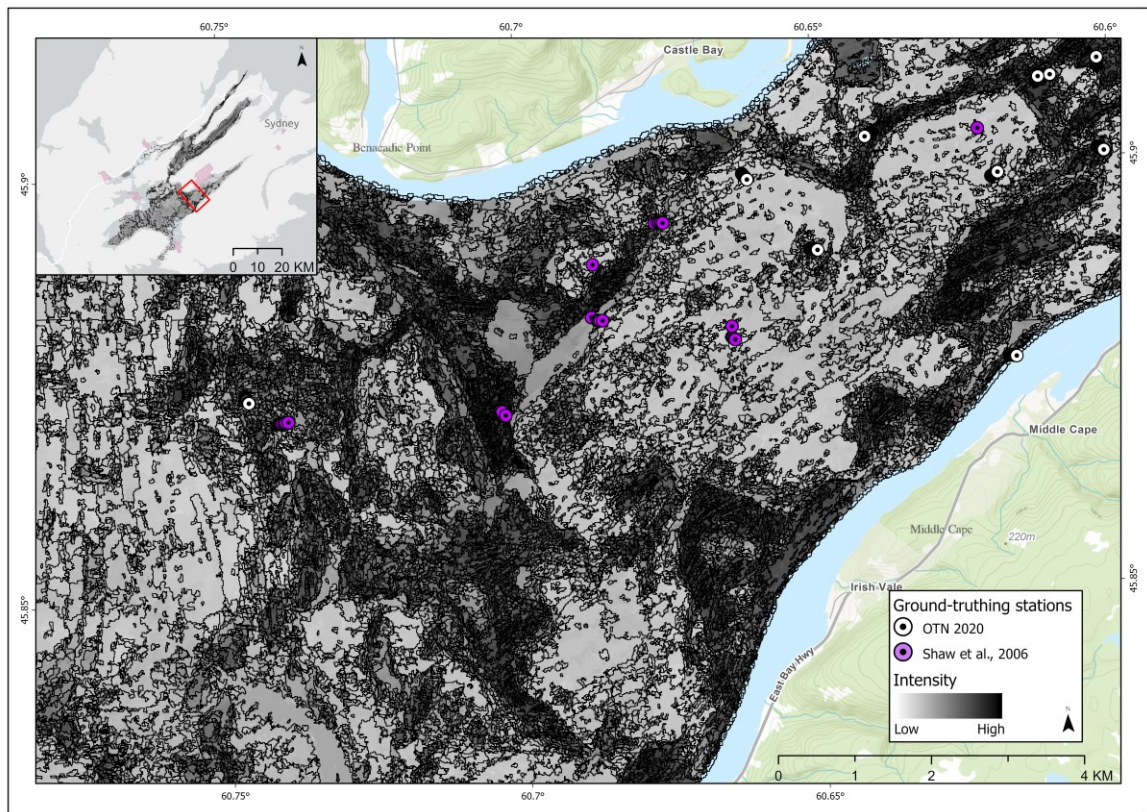 60.75°
60.7°
60.65°
60.6°
N
Sydney
0 10 20 KM
Castle Bay
Benacadie Point
45.9°
45.9°
Middle Cape
Middle Cape
220m
Irish Vale
45.85°
45.85°
East Bay Hwy
Ground-truthing stations
OTN 2020
Shaw et al., 2006
Intensity
Low High
N
0 1 2 4 KM
60.75°
60.7°
60.65°